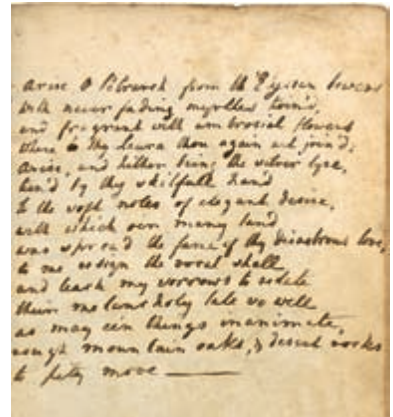 arise O Petrarch from th' Elysian bowers
with never fading myrtles twin'd,
and fragrant with ambrosial flowers
where to thy Laura thou again art join'd;
arise, and hither bring the silver lyre,
tun'd by thy skilfull hand
to the soft notes of elegant desire,
with which oer many a land
was spread the fame of thy disastrous love;
to me resign the vocal shell
and teach my sorrows to relate
their melancholy tale so well
as may e'en things inanimate,
rough mountain oaks, & desert rocks
to pity move